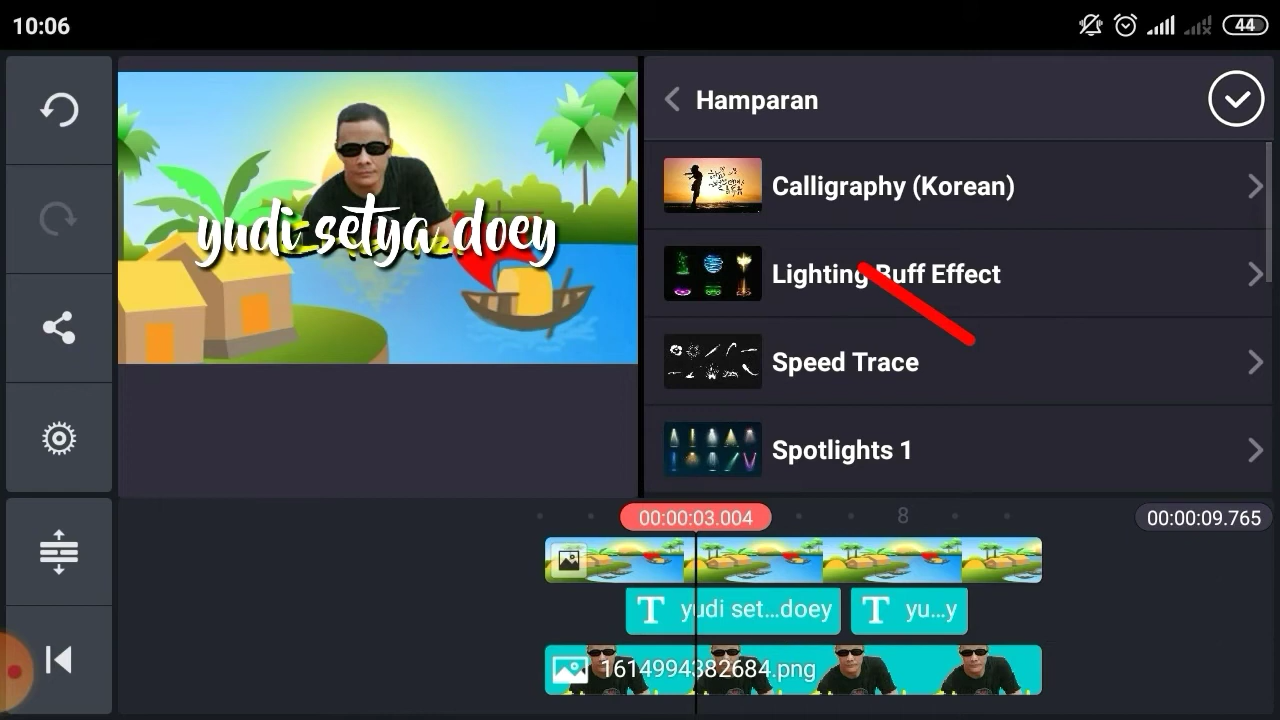 10:06
44
Hamparan
yudi setya doey
Calligraphy (Korean)
Lighting Buff Effect
Speed Trace
Spotlights 1
00:00:03.004
8
00:00:09.765
T yudi set...doey
T yu...y
1614994382684.png